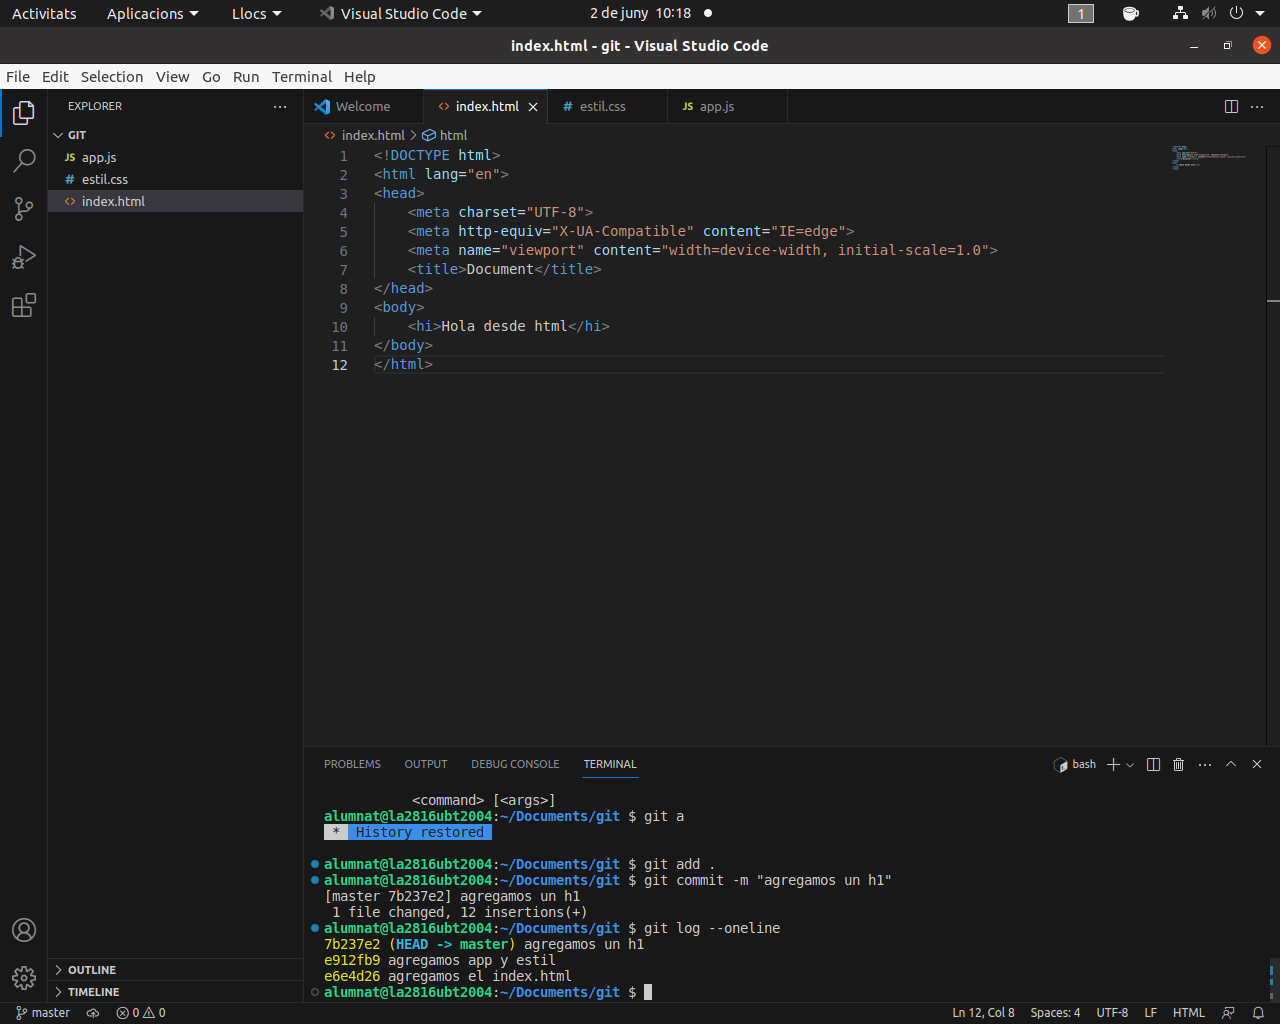 Activitats Aplicacions Llocs Visual Studio Code 2 de juny 10:18 1
index.html - git - Visual Studio Code
File Edit Selection View Go Run Terminal Help
EXPLORER
GIT
JS app.js
# estil.css
<> index.html
OUTLINE
TIMELINE
Welcome <> index.html # estil.css JS app.js
<> index.html > html
1 <!DOCTYPE html>
2 <html lang="en">
3 <head>
4 <meta charset="UTF-8">
5 <meta http-equiv="X-UA-Compatible" content="IE=edge">
6 <meta name="viewport" content="width=device-width, initial-scale=1.0">
7 <title>Document</title>
8 </head>
9 <body>
10 <hi>Hola desde html</hi>
11 </body>
12 </html>
PROBLEMS OUTPUT DEBUG CONSOLE TERMINAL bash
<command> [<args>]
alumnat@la2816ubt2004:~/Documents/git $ git a
* History restored
alumnat@la2816ubt2004:~/Documents/git $ git add .
alumnat@la2816ubt2004:~/Documents/git $ git commit -m "agregamos un h1"
[master 7b237e2] agregamos un h1
1 file changed, 12 insertions(+)
alumnat@la2816ubt2004:~/Documents/git $ git log --oneline
7b237e2 (HEAD -> master) agregamos un h1
e912fb9 agregamos app y estil
e6e4d26 agregamos el index.html
alumnat@la2816ubt2004:~/Documents/git $
master 0 0 Ln 12, Col 8 Spaces: 4 UTF-8 LF HTML